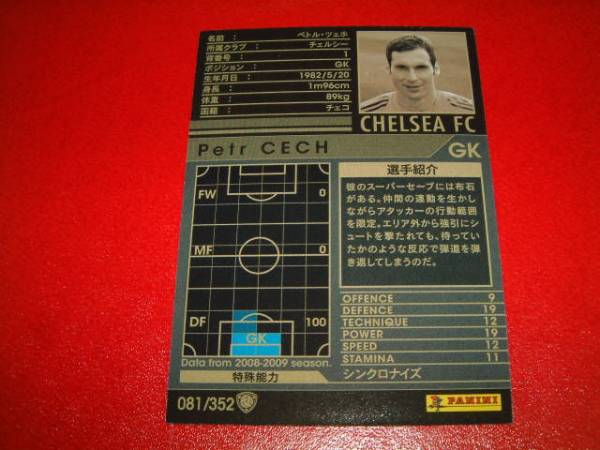 名前 : ペトル・ツェホ
所属クラブ : チェルシー
背番号 : 1
ポジション : GK
生年月日 : 1982/5/20
身長 : 1m96cm
体重 : 89kg
国籍 : チェコ
CHELSEA FC
Petr CECH GK
選手紹介
彼のスーパーセーブには布石
がある。仲間の連動を生かし
ながらアタッカーの行動範囲
を限定。エリア外から強引にシ
ュートを撃たれても、待ってい
たかのような反応で弾道を弾
き返してしまうのだ。
FW 0
MF 0
DF 100
GK
Data from 2008-2009 season.
OFFENCE 9
DEFENCE 19
TECHNIQUE 12
POWER 19
SPEED 12
STAMINA 11
特殊能力 シンクロナイズ
081/352
PANINI